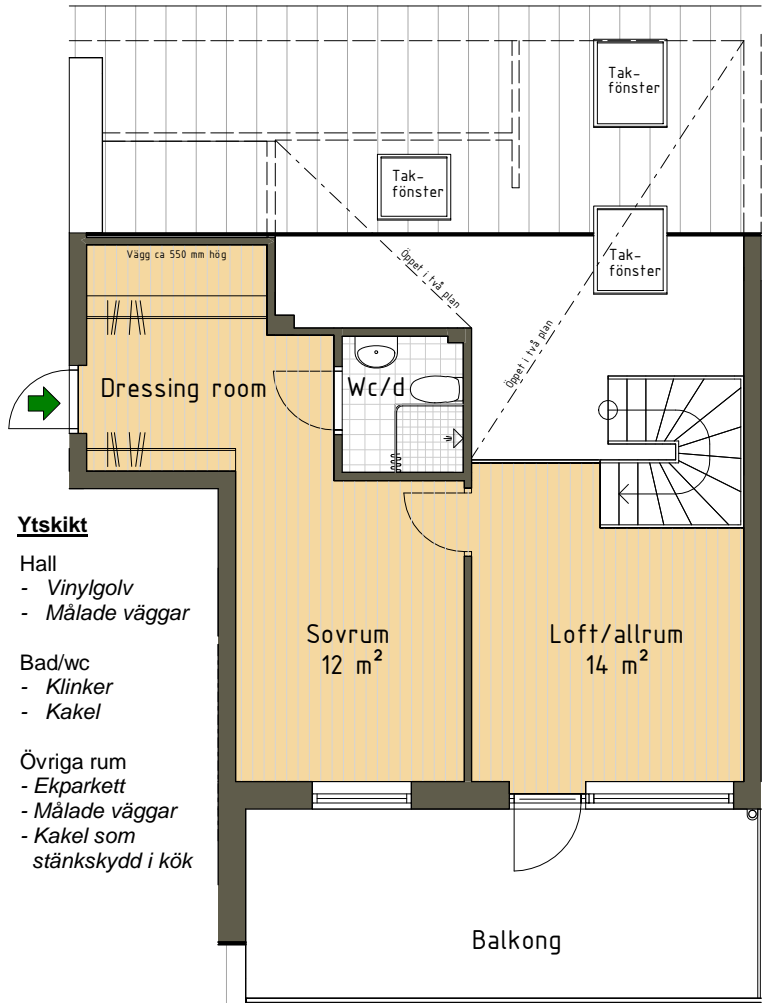 Tak-
fönster
Tak-
fönster
Tak-
fönster
Vägg ca 550 mm hög
Öppet i två plan
Öppet i två plan
Dressing room
Wc/d
Ytskikt
Hall
- Vinylgolv
- Målade väggar
Bad/wc
- Klinker
- Kakel
Övriga rum
- Ekparkett
- Målade väggar
- Kakel som
stänkskydd i kök
Sovrum
12 m²
Loft/allrum
14 m²
Balkong